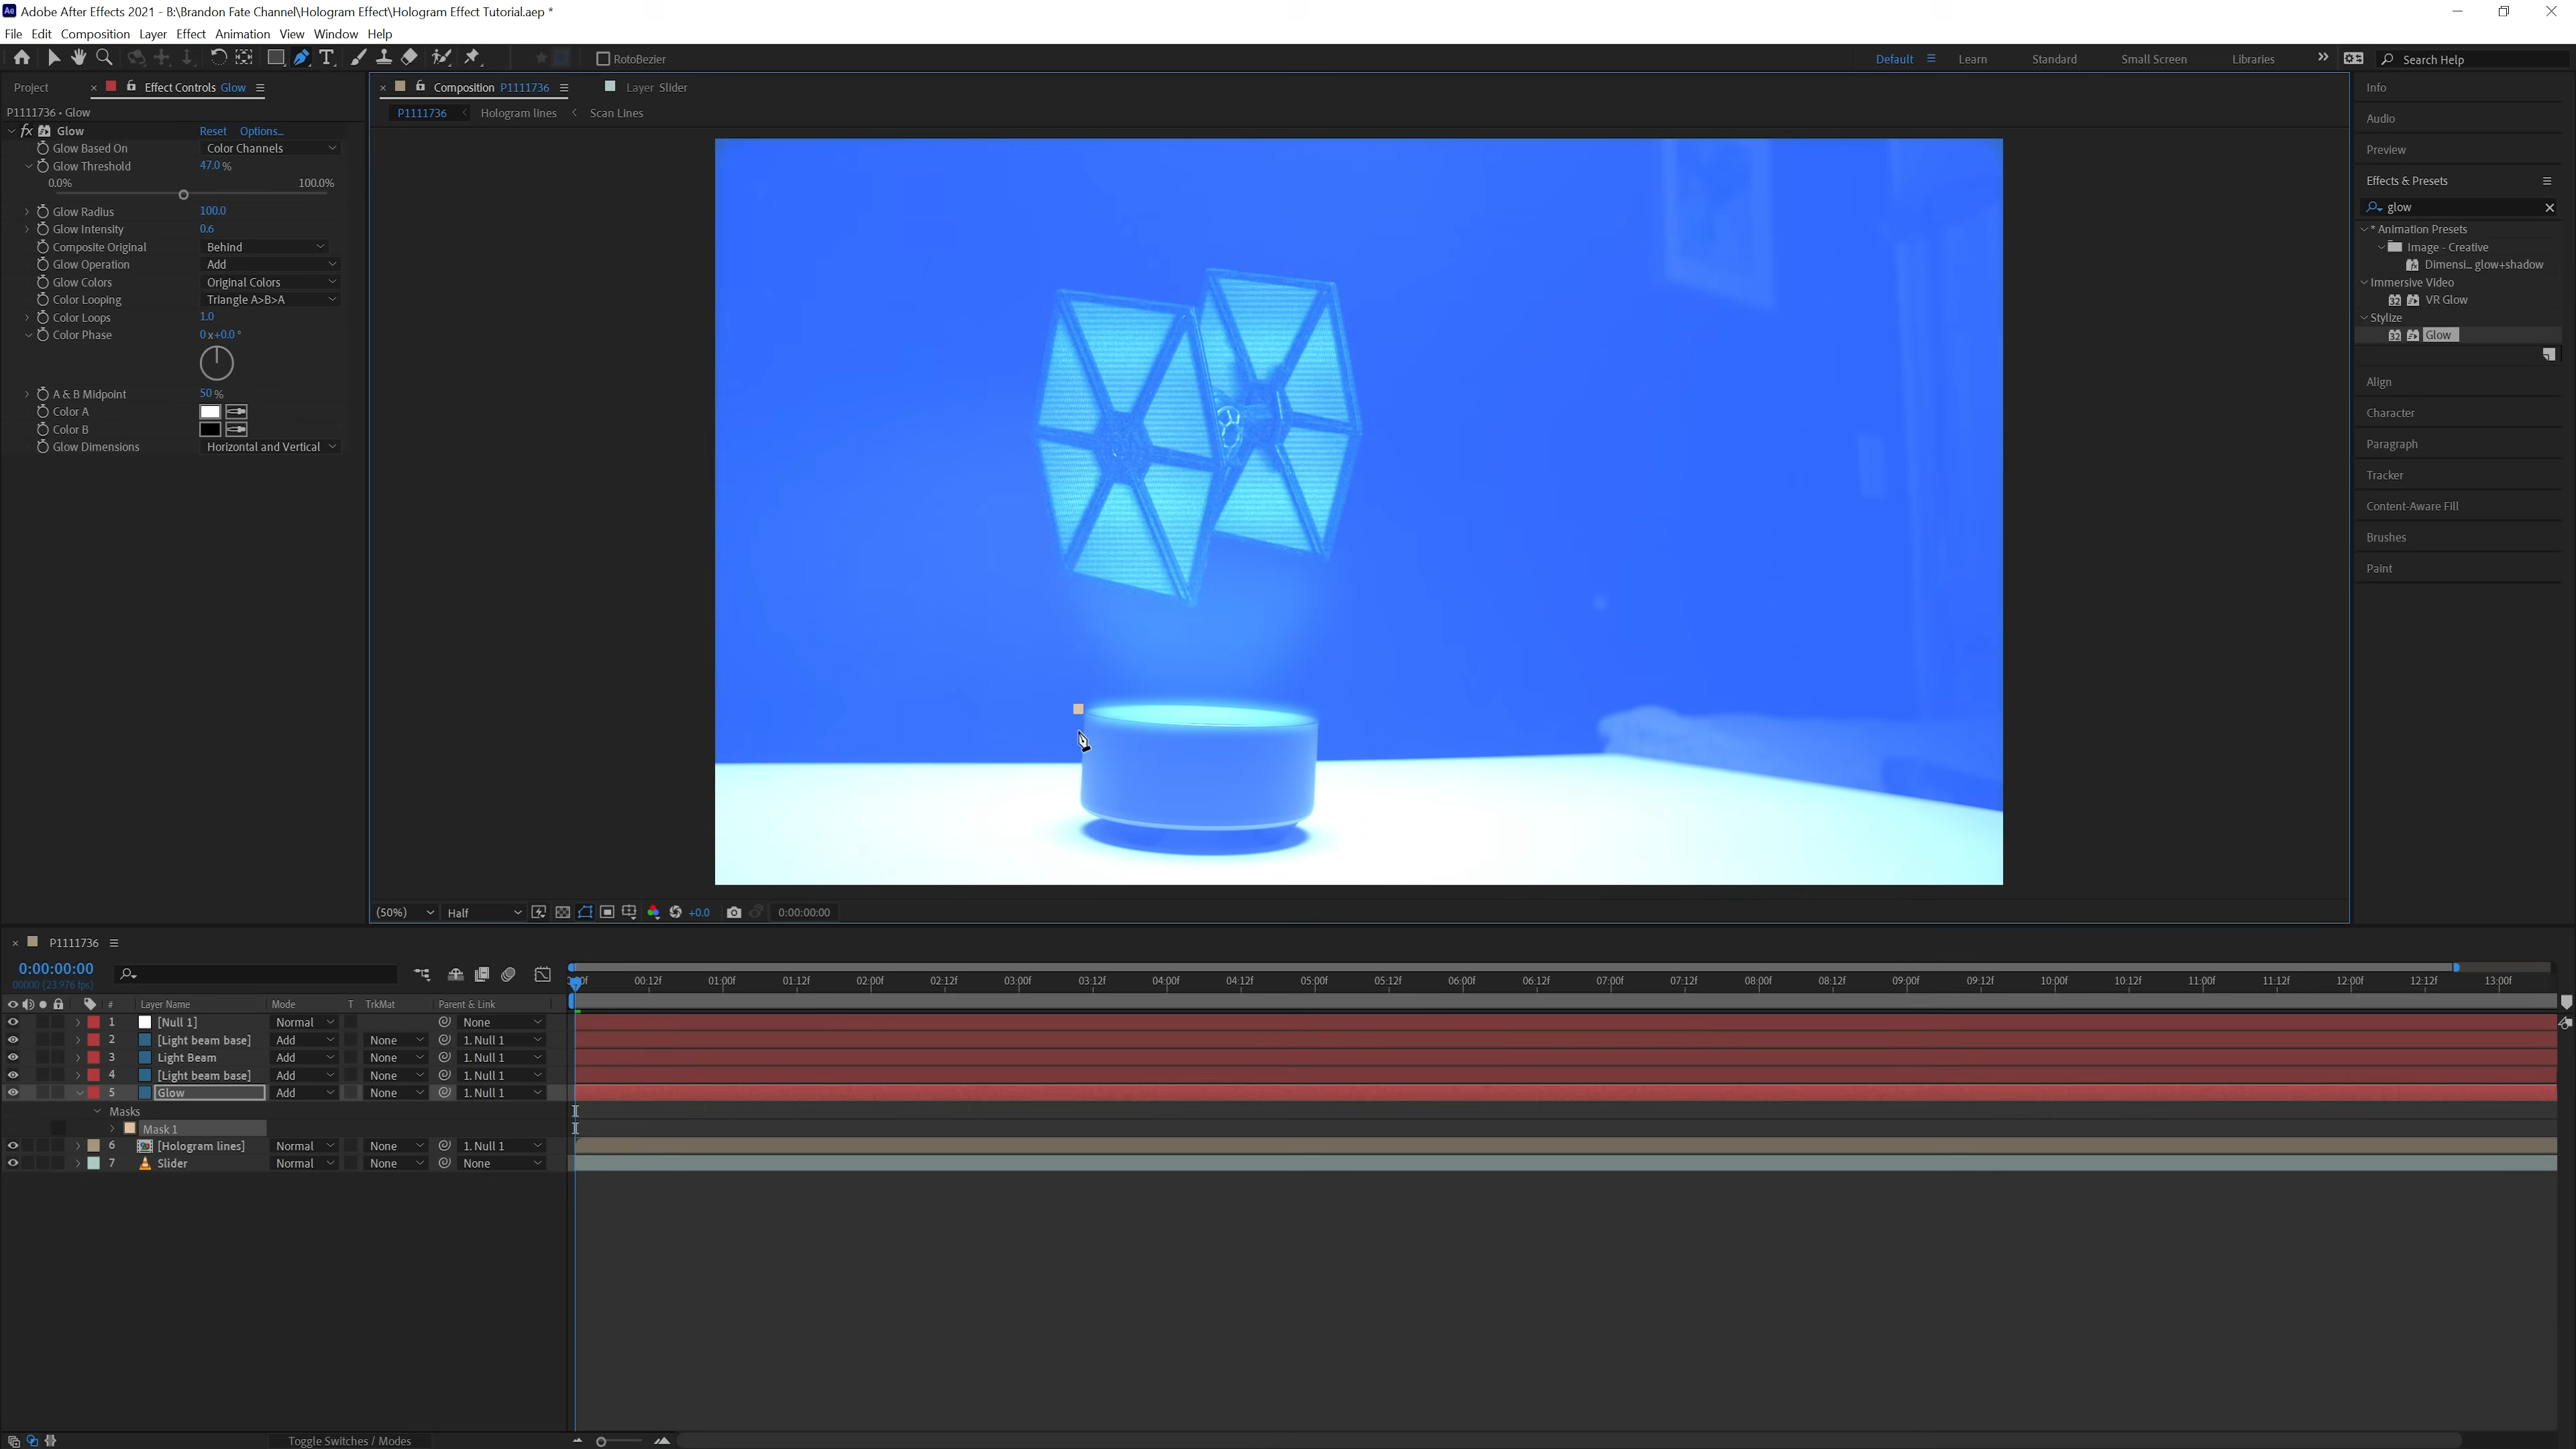 Adobe After Effects 2021 - B:\Brandon Fate Channel\Hologram Effect\Hologram Effect Tutorial.aep *
File Edit Composition Layer Effect Animation View Window Help
RotoBezier
Default Learn Standard Small Screen Libraries Search Help
Project Effect Controls Glow
P1111736 • Glow
fx Glow Reset Options...
Glow Based On Color Channels
Glow Threshold 47.0 %
0.0% 100.0%
Glow Radius 100.0
Glow Intensity 0.6
Composite Original Behind
Glow Operation Add
Glow Colors Original Colors
Color Looping Triangle A>B>A
Color Loops 1.0
Color Phase 0 x+0.0 °
A & B Midpoint 50 %
Color A
Color B
Glow Dimensions Horizontal and Vertical
Composition P1111736 Layer Slider
P1111736 Hologram lines Scan Lines
(50%) Half +0.0 0:00:00:00
Info
Audio
Preview
Effects & Presets
glow
* Animation Presets
Image - Creative
Dimensi... glow+shadow
Immersive Video
32 VR Glow
Stylize
32 Glow
Align
Character
Paragraph
Tracker
Content-Aware Fill
Brushes
Paint
P1111736
0:00:00:00
00000 (23.976 fps)
00:12f 01:00f 01:12f 02:00f 02:12f 03:00f 03:12f 04:00f 04:12f 05:00f 05:12f 06:00f 06:12f 07:00f 07:12f 08:00f 08:12f 09:00f 09:12f 10:00f 10:12f 11:00f 11:12f 12:00f 12:12f 13:00f
# Layer Name Mode T TrkMat Parent & Link
1 [Null 1] Normal None
2 [Light beam base] Add None 1. Null 1
3 Light Beam Add None 1. Null 1
4 [Light beam base] Add None 1. Null 1
5 Glow Add None 1. Null 1
Masks
Mask 1
6 [Hologram lines] Normal None 1. Null 1
7 Slider Normal None None
Toggle Switches / Modes